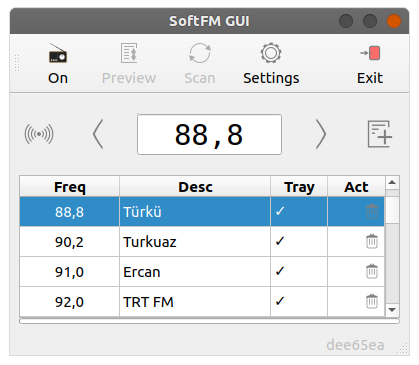 SoftFM GUI
On Preview Scan Settings Exit
88,8
Freq Desc Tray Act
88,8 Türkü ✓
90,2 Turkuaz ✓
91,0 Ercan ✓
92,0 TRT FM ✓
dee65ea